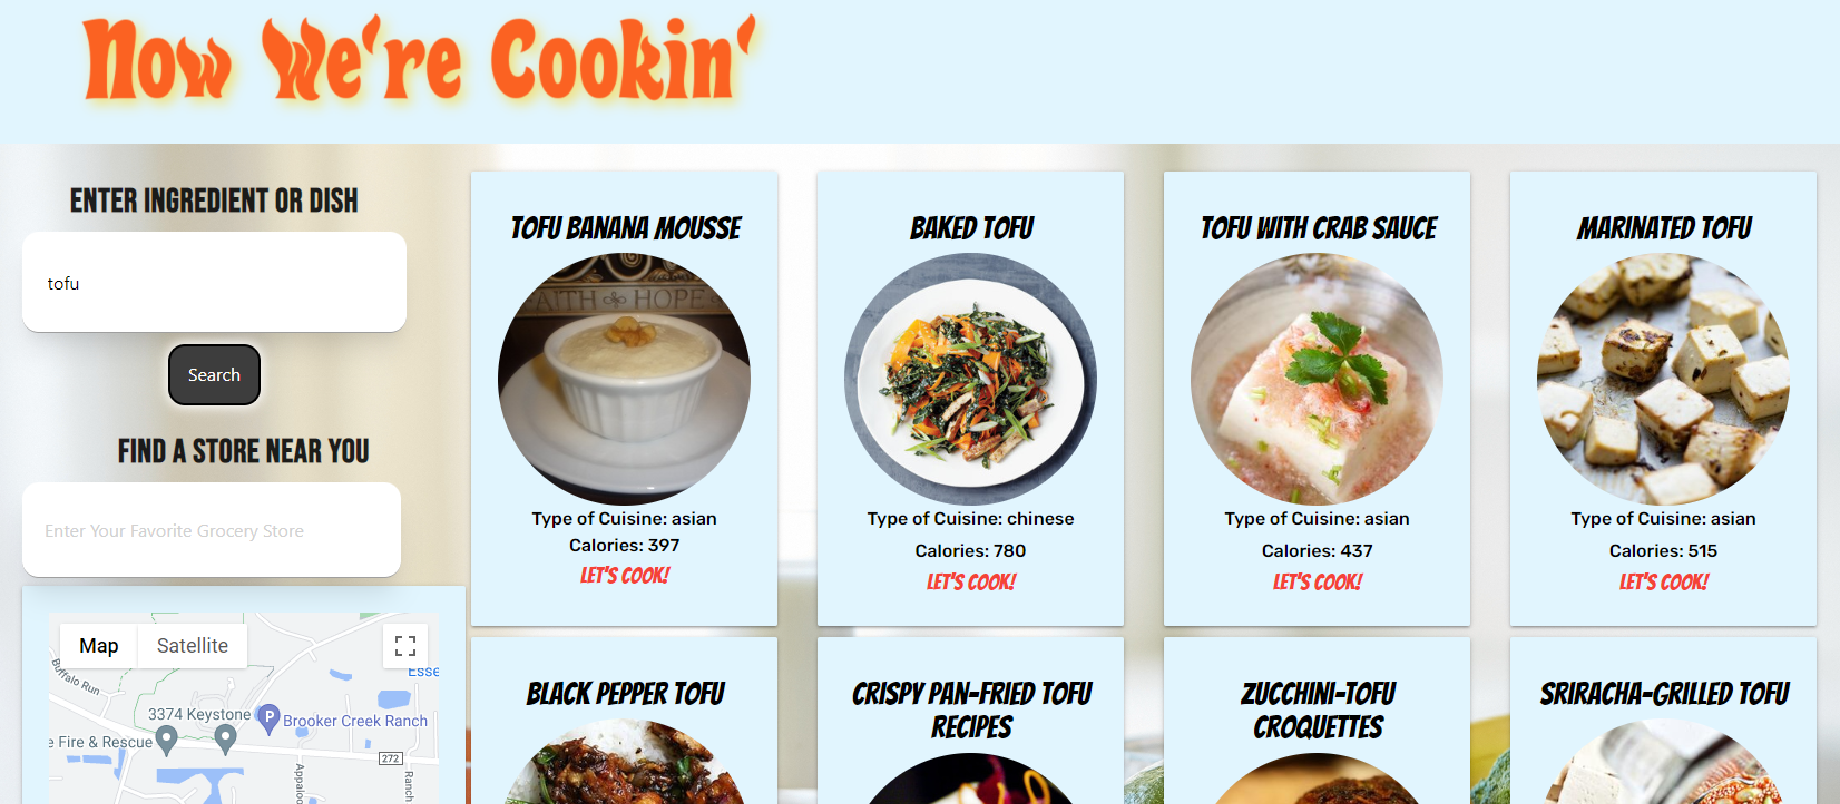 Now We're Cookin'
ENTER INGREDIENT OR DISH
tofu
Search
FIND A STORE NEAR YOU
Enter Your Favorite Grocery Store
Map
Satellite
Esse
Buffalo Run
3374 Keystone
P
Brooker Creek Ranch
e Fire & Rescue
272
Appaloo
Ranch
TOFU BANANA MOUSSE
AITH HOPE
Type of Cuisine: asian
Calories: 397
LET'S COOK!
BAKED TOFU
Type of Cuisine: chinese
Calories: 780
LET'S COOK!
TOFU WITH CRAB SAUCE
Type of Cuisine: asian
Calories: 437
LET'S COOK!
MARINATED TOFU
Type of Cuisine: asian
Calories: 515
LET'S COOK!
BLACK PEPPER TOFU
CRISPY PAN-FRIED TOFU
RECIPES
ZUCCHINI-TOFU
CROQUETTES
SRIRACHA-GRILLED TOFU